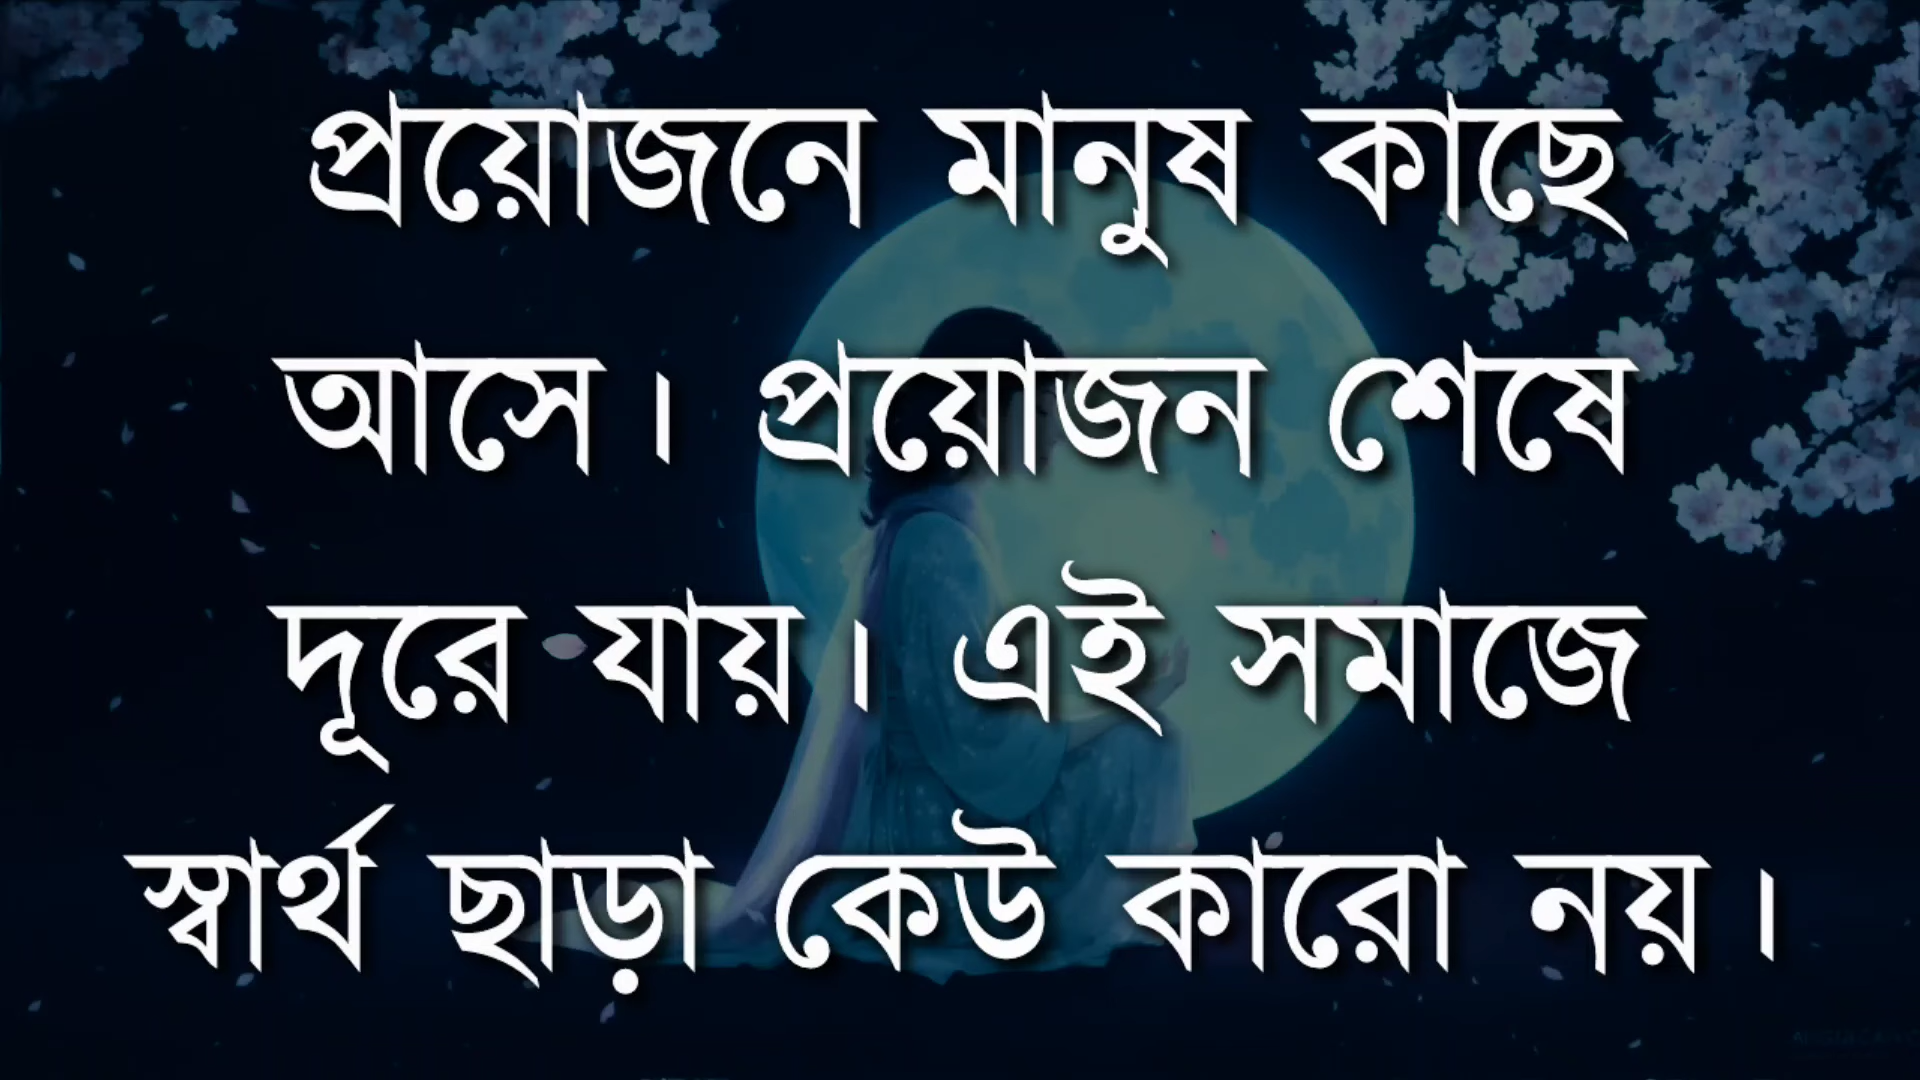 প্রয়োজনে মানুষ কাছে
আসে। প্রয়োজন শেষে
দূরে যায়। এই সমাজে
স্বার্থ ছাড়া কেউ কারো নয়।